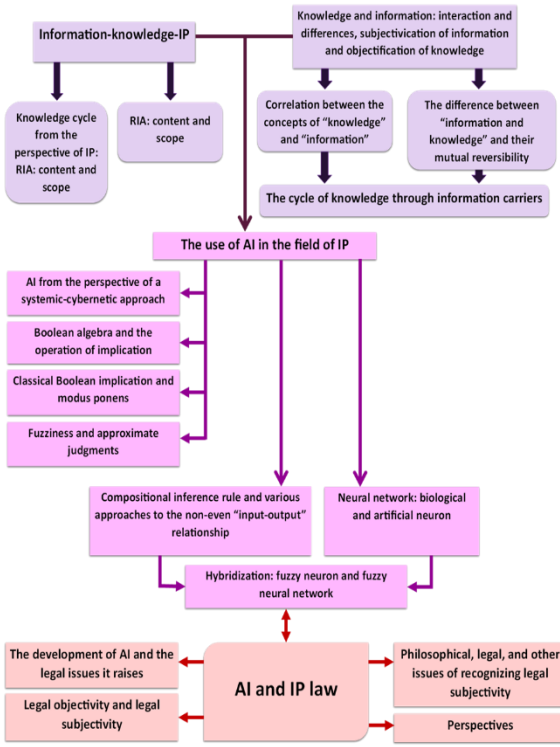 Information-knowledge-IP
Knowledge and information: interaction and
differences, subjectivication of information
and objectification of knowledge
Knowledge cycle
from the
perspective of IP:
RIA: content and
scope
RIA: content and
scope
Correlation between the
concepts of “knowledge”
and “information”
The difference between
“information and
knowledge” and their
mutual reversibility
The cycle of knowledge through information carriers
The use of AI in the field of IP
AI from the perspective of a
systemic-cybernetic approach
Boolean algebra and the
operation of implication
Classical Boolean implication and
modus ponens
Fuzziness and approximate
judgments
Compositional inference rule and various
approaches to the non-even “input-output”
relationship
Neural network: biological
and artificial neuron
Hybridization: fuzzy neuron and fuzzy
neural network
The development of AI and the
legal issues it raises
Legal objectivity and legal
subjectivity
AI and IP law
Philosophical, legal, and other
issues of recognizing legal
subjectivity
Perspectives